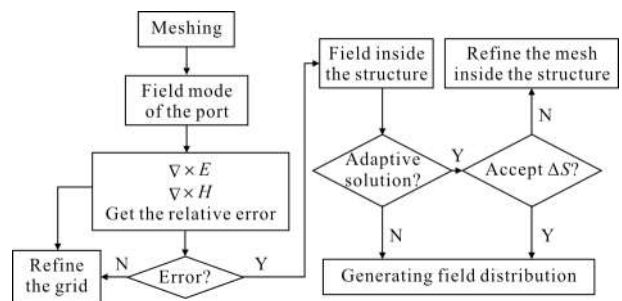 Meshing
Field mode
of the port
∇ × E
∇ × H
Get the relative error
Refine
the grid
N
Error?
Y
Field inside
the structure
Adaptive
solution?
Y
N
Refine the mesh
inside the structure
N
Accept ΔS?
Y
Generating field distribution